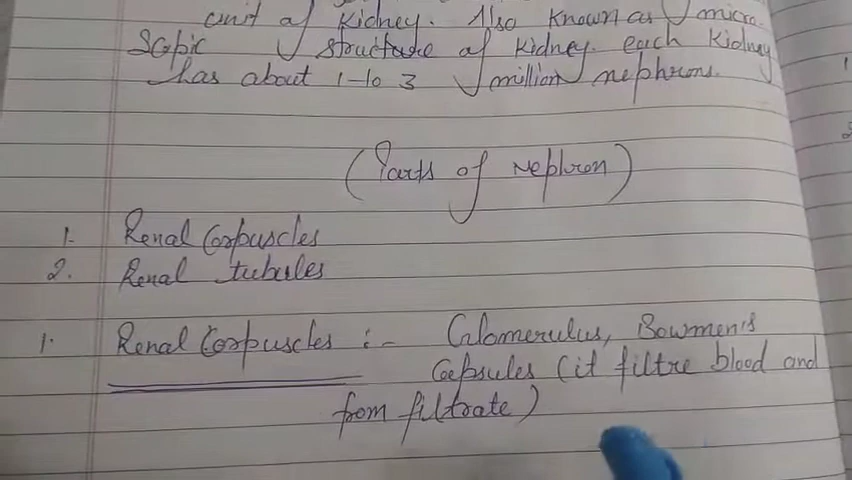 unit of kidney. Also known as micro-
Scopic structure of kidney. each kidney
has about 1-to 3 million nephrons.
(Parts of nephron)
1. Renal Corpuscles
2. Renal tubules
1. Renal Corpuscles :- Glomerulus, Bowmen's
Capsules (it filtre blood and
from filtrate)